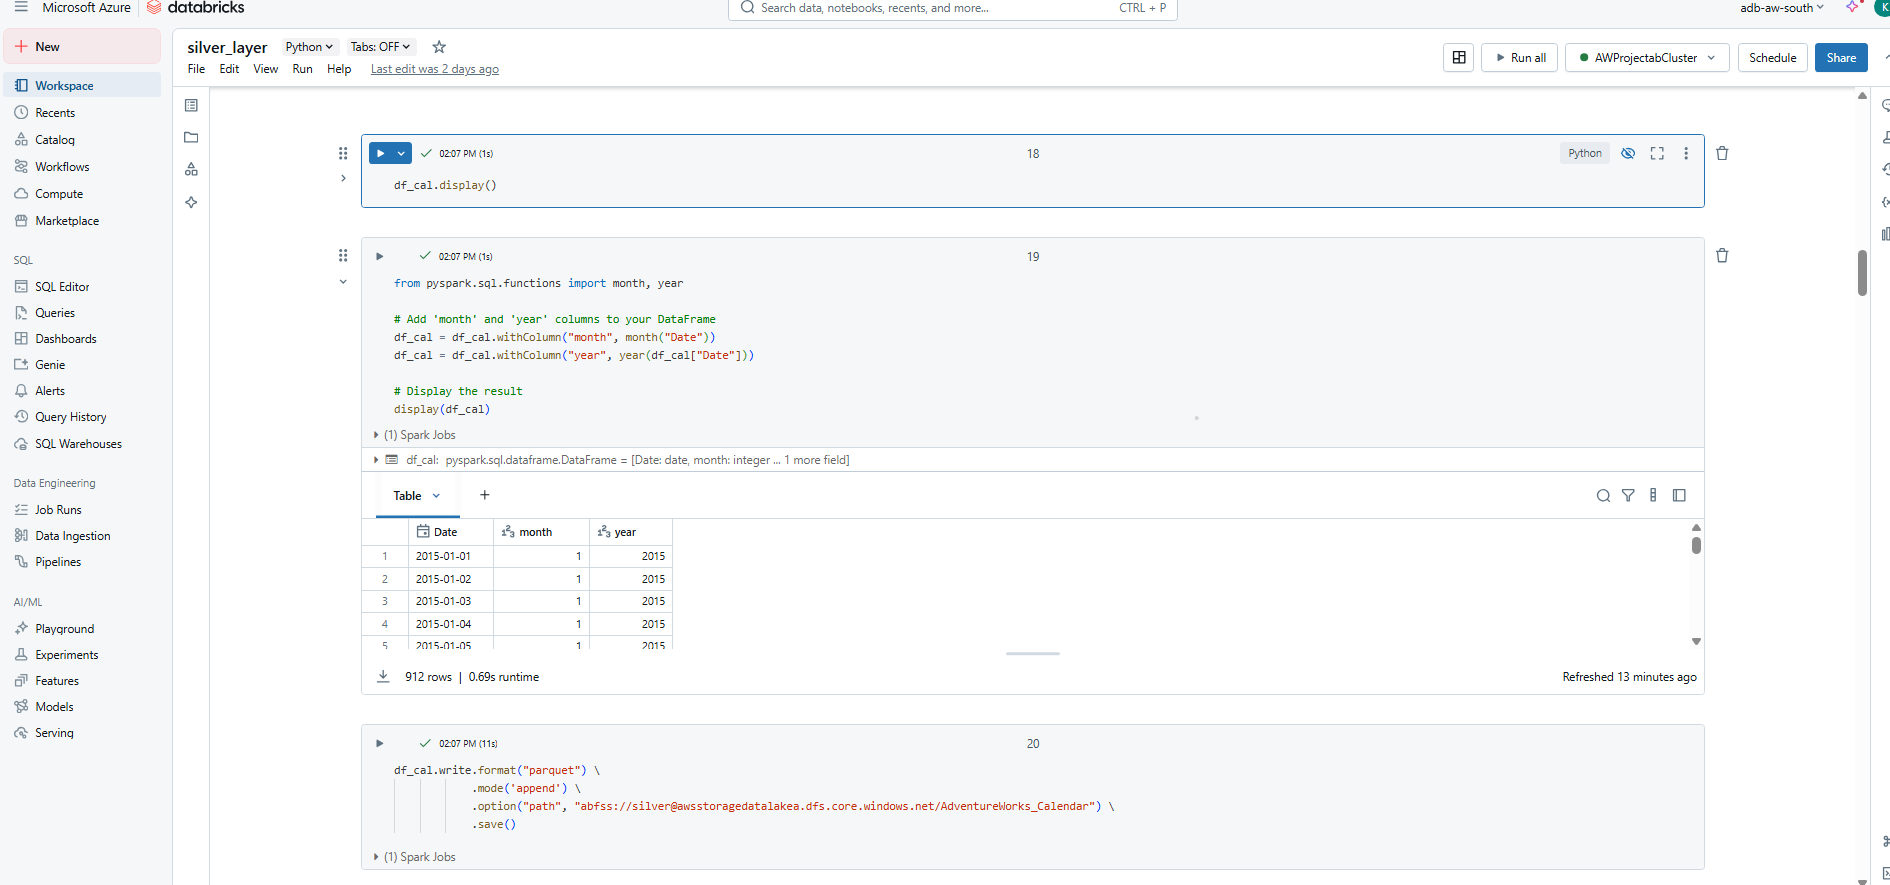 Microsoft Azure
databricks
Search data, notebooks, recents, and more...
CTRL + P
adb-aw-south
K
New
Workspace
Recents
Catalog
Workflows
Compute
Marketplace
SQL
SQL Editor
Queries
Dashboards
Genie
Alerts
Query History
SQL Warehouses
Data Engineering
Job Runs
Data Ingestion
Pipelines
AI/ML
Playground
Experiments
Features
Models
Serving
silver_layer
Python
Tabs: OFF
File Edit View Run Help Last edit was 2 days ago
Run all
AWProjectabCluster
Schedule
Share
02:07 PM (1s)
18
Python
df_cal.display()
02:07 PM (1s)
19
from pyspark.sql.functions import month, year
# Add 'month' and 'year' columns to your DataFrame
df_cal = df_cal.withColumn("month", month("Date"))
df_cal = df_cal.withColumn("year", year(df_cal["Date"]))
# Display the result
display(df_cal)
(1) Spark Jobs
df_cal: pyspark.sql.dataframe.DataFrame = [Date: date, month: integer ... 1 more field]
Table
Date month year
1 2015-01-01 1 2015
2 2015-01-02 1 2015
3 2015-01-03 1 2015
4 2015-01-04 1 2015
5 2015-01-05 1 2015
912 rows | 0.69s runtime
Refreshed 13 minutes ago
02:07 PM (11s)
20
df_cal.write.format("parquet") \
.mode('append') \
.option("path", "abfss://silver@awsstoragedatalakea.dfs.core.windows.net/AdventureWorks_Calendar") \
.save()
(1) Spark Jobs